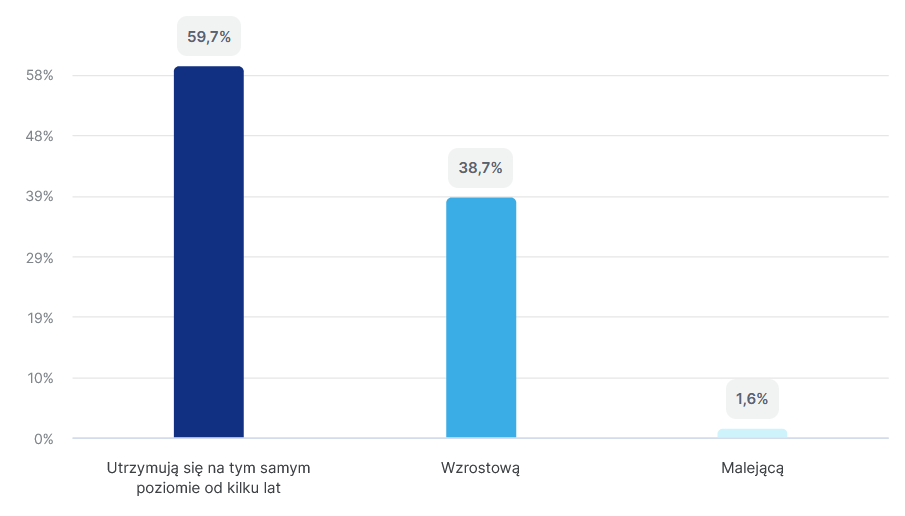 59,7%
58%
48%
38,7%
39%
29%
19%
10%
1,6%
0%
Utrzymują się na tym samym
poziomie od kilku lat
Wzrostową
Malejącą